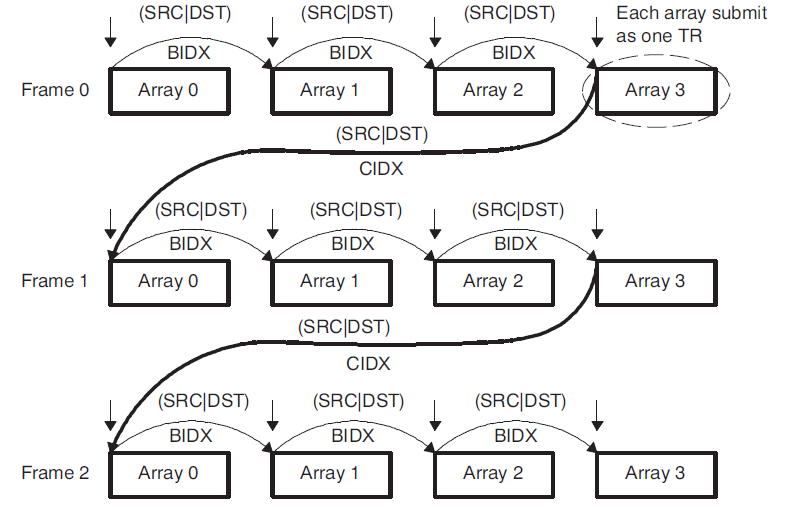 (SRC|DST) (SRC|DST) (SRC|DST) Each array submit
as one TR
BIDX BIDX BIDX
Frame 0 Array 0 Array 1 Array 2 Array 3
(SRC|DST)
CIDX
(SRC|DST) (SRC|DST) (SRC|DST)
BIDX BIDX BIDX
Frame 1 Array 0 Array 1 Array 2 Array 3
(SRC|DST)
CIDX
(SRC|DST) (SRC|DST) (SRC|DST)
BIDX BIDX BIDX
Frame 2 Array 0 Array 1 Array 2 Array 3